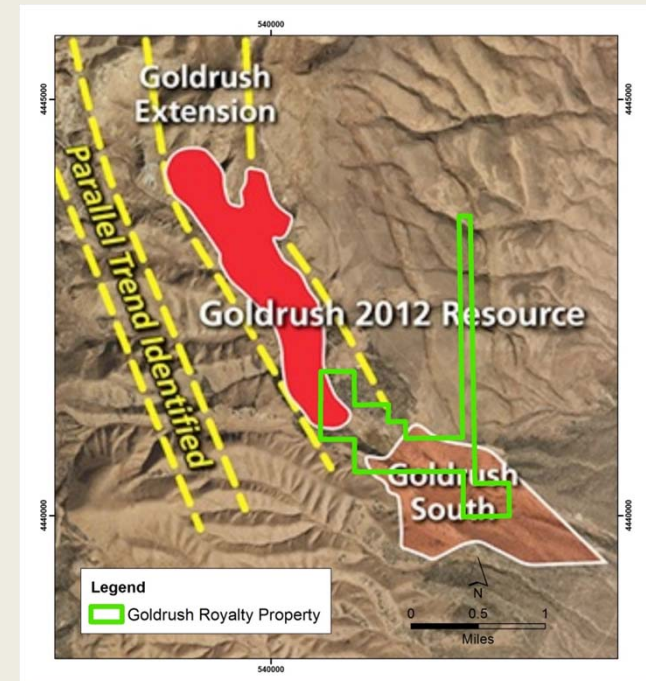 540000
4445000
4445000
Goldrush
Extension
Parallel Trend Identified
Goldrush 2012 Resource
Goldrush
South
4440000
4440000
Legend
Goldrush Royalty Property
N
0 0.5 1
Miles
540000